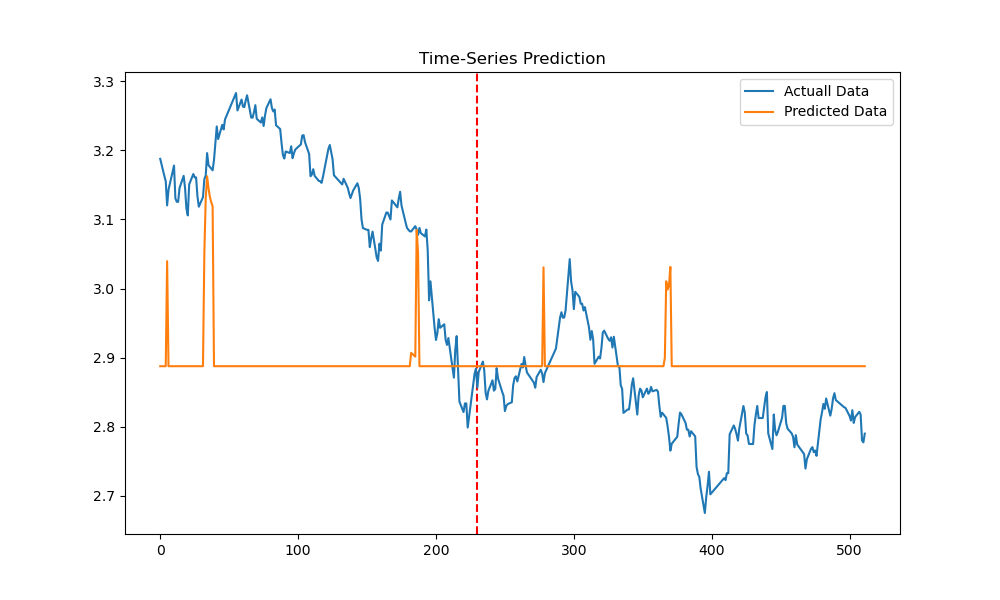 Time-Series Prediction
Actuall Data
Predicted Data
3.3
3.2
3.1
3.0
2.9
2.8
2.7
0 100 200 300 400 500